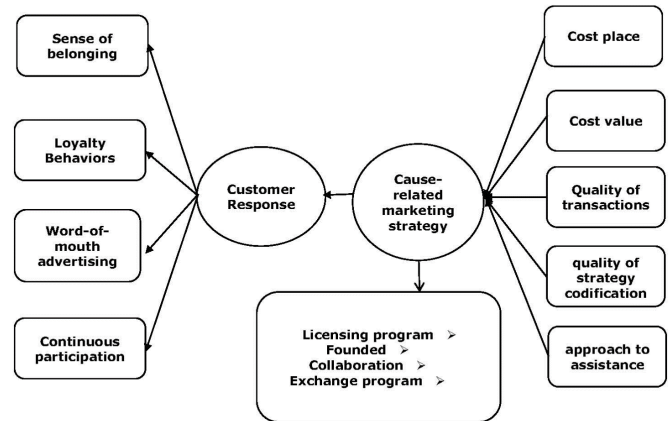 Sense of
belonging
Loyalty
Behaviors
Word-of-
mouth
advertising
Continuous
participation
Customer
Response
Cause-
related
marketing
strategy
Licensing program ➢
Founded ➢
Collaboration ➢
Exchange program ➢
Cost place
Cost value
Quality of
transactions
quality of
strategy
codification
approach to
assistance